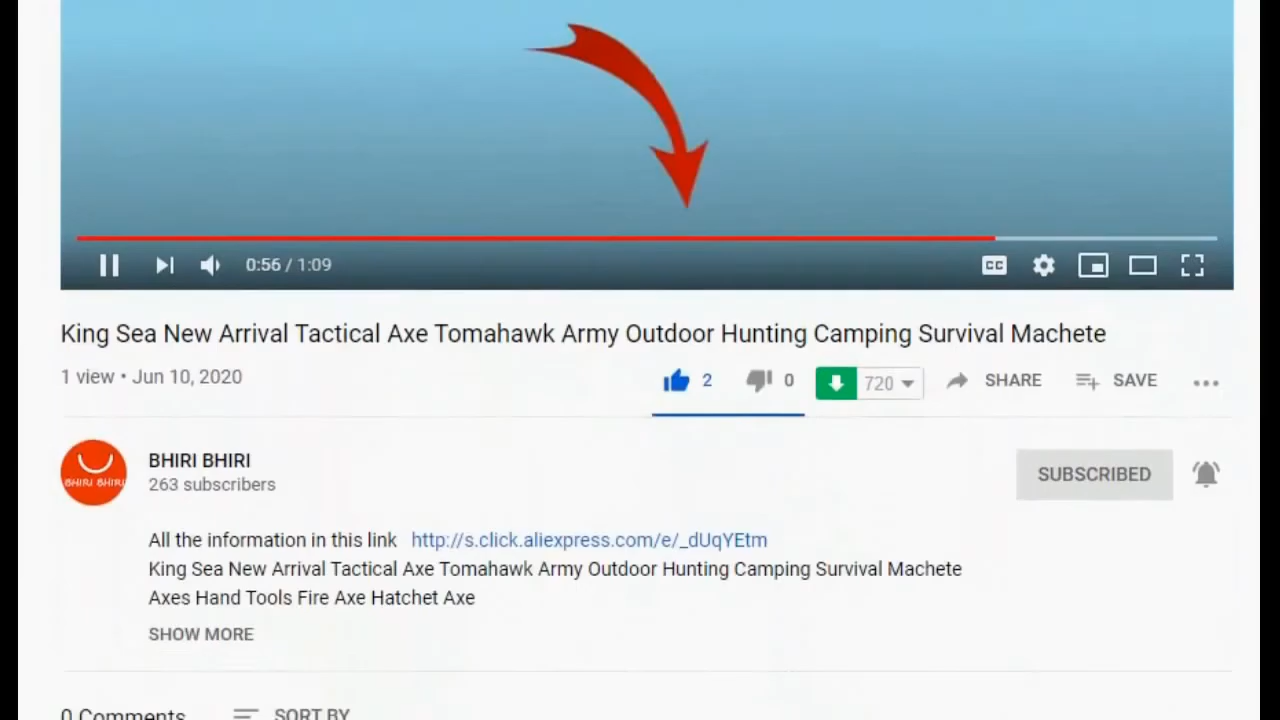 CC
0:56 / 1:09
King Sea New Arrival Tactical Axe Tomahawk Army Outdoor Hunting Camping Survival Machete
1 view • Jun 10, 2020
2
0
720
SHARE
SAVE
BHIRI BHIRI
BHIRI BHIRI
263 subscribers
SUBSCRIBED
All the information in this link http://s.click.aliexpress.com/e/_dUqYEtm
King Sea New Arrival Tactical Axe Tomahawk Army Outdoor Hunting Camping Survival Machete
Axes Hand Tools Fire Axe Hatchet Axe
SHOW MORE
0 Comments SORT BY